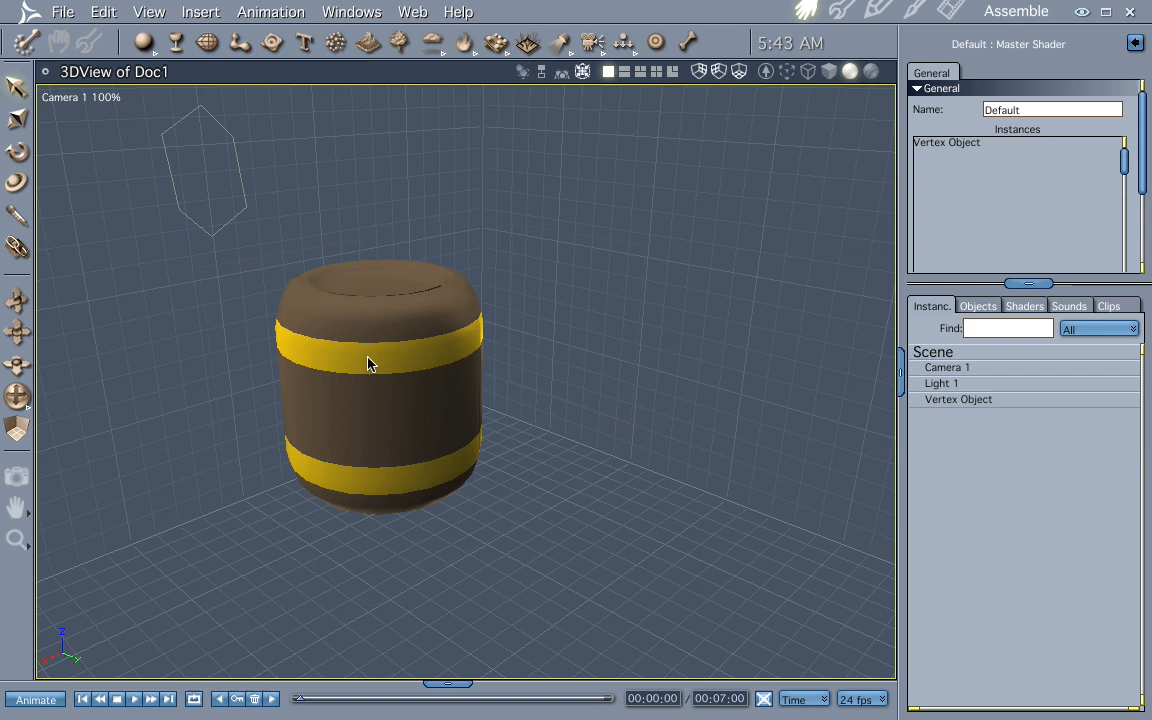 File Edit View Insert Animation Windows Web Help
Assemble
5:43 AM
Default : Master Shader
3DView of Doc1
Camera 1 100%
General
General
Name: Default
Instances
Vertex Object
Instanc. Objects Shaders Sounds Clips
Find: All
Scene
Camera 1
Light 1
Vertex Object
Z
X Y
Animate 00:00:00 / 00:07:00 Time 24 fps